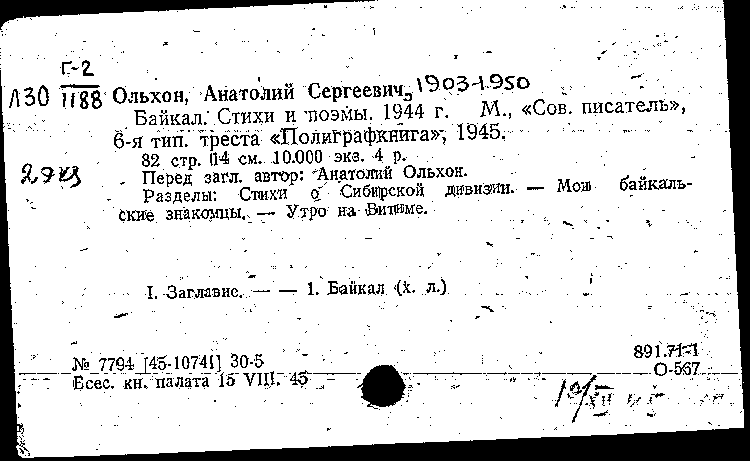 Г-2
Л30 1188 Ольхон, Анатолий Сергеевич, 1903-1950
Байкал. Стихи и поэмы. 1944 г. М., «Сов. писатель»,
6-я тип. треста «Полиграфкнига», 1945.
82 стр. 14 см. 10.000 экз. 4 р.
2 экз
Перед загл. автор: Анатолий Ольхон.
Разделы: Стихи о Сибирской дивизии. — Мои байкаль-
ские знакомцы. — Утро на Витиме.
I. Заглавие. — — 1. Байкал (х. л.)
№ 7794 [45-10741] 30-5
Всес. кн. палата 15 VIII. 45
891.71-1
О-567